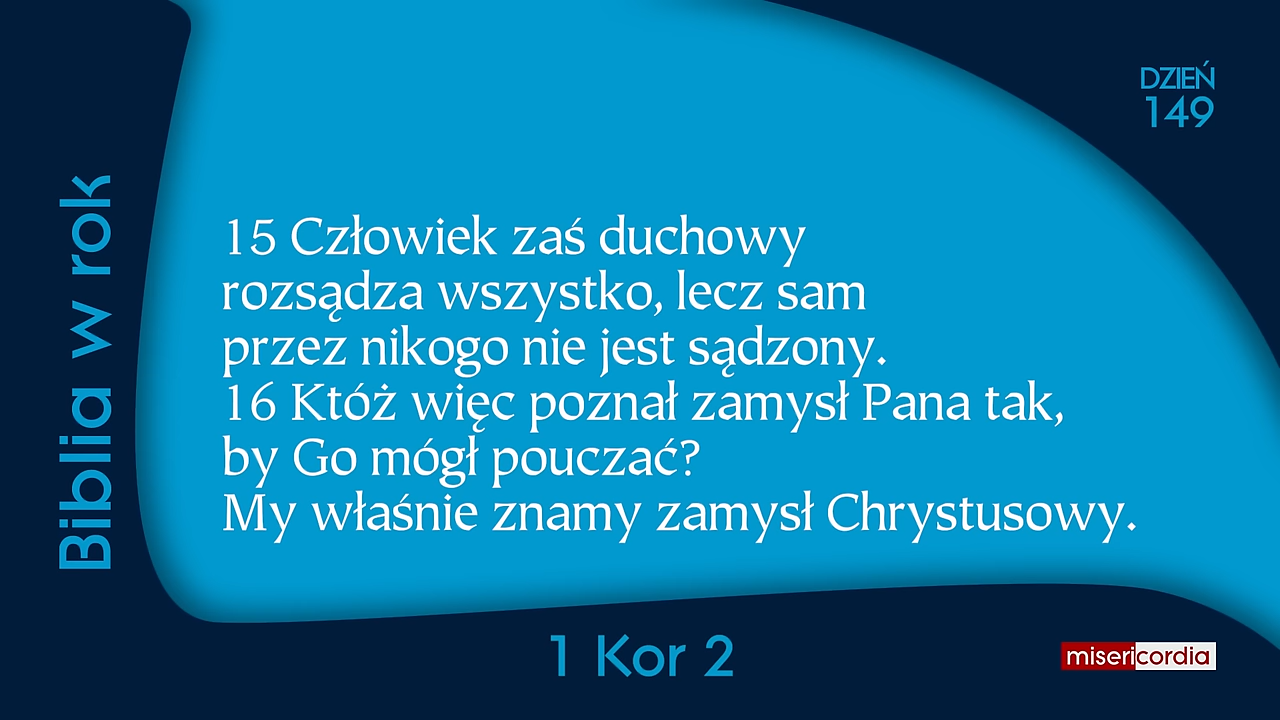 DZIEŃ
149
Biblia w rok
15 Człowiek zaś duchowy
rozsądza wszystko, lecz sam
przez nikogo nie jest sądzony.
16 Któż więc poznał zamysł Pana tak,
by Go mógł pouczać?
My właśnie znamy zamysł Chrystusowy.
1 Kor 2
misericordia